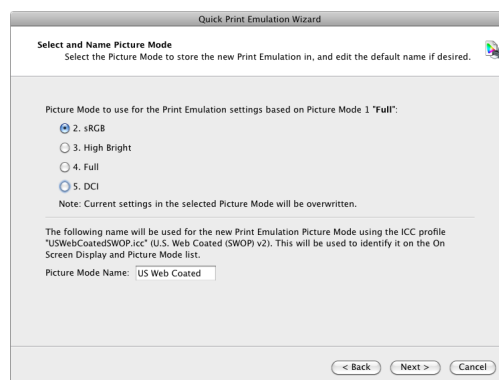 Quick Print Emulation Wizard
Select and Name Picture Mode
Select the Picture Mode to store the new Print Emulation in, and edit the default name if desired.
Picture Mode to use for the Print Emulation settings based on Picture Mode 1 "Full":
2. sRGB
3. High Bright
4. Full
5. DCI
Note: Current settings in the selected Picture Mode will be overwritten.
The following name will be used for the new Print Emulation Picture Mode using the ICC profile
"USWebCoatedSWOP.icc" (U.S. Web Coated (SWOP) v2). This will be used to identify it on the On
Screen Display and Picture Mode list.
Picture Mode Name: US Web Coated
< Back Next > Cancel